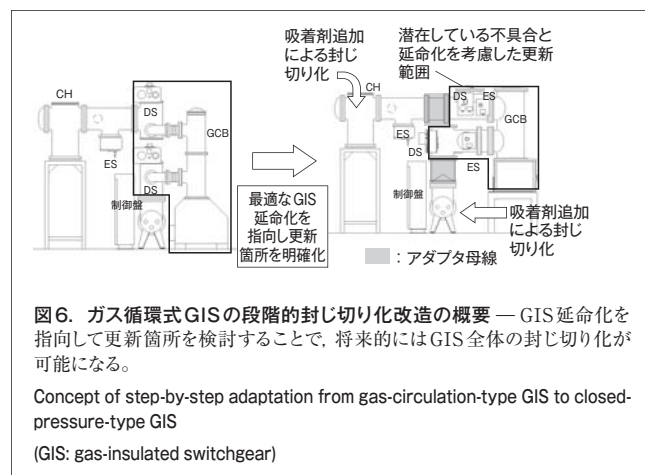 吸着剤追加
による封じ
切り化
潜在している不具合と
延命化を考慮した更新
範囲
CH
DS
GCB
ES
DS
制御盤
最適なGIS
延命化を
指向し更新
箇所を明確化
CH
DS
ES
GCB
ES
DS
ES
制御盤
吸着剤追加
による封じ
切り化
：アダプタ母線
図6．ガス循環式GISの段階的封じ切り化改造の概要 — GIS延命化を
指向して更新箇所を検討することで，将来的にはGIS全体の封じ切り化が
可能になる。
Concept of step-by-step adaptation from gas-circulation-type GIS to closed-
pressure-type GIS
(GIS: gas-insulated switchgear)